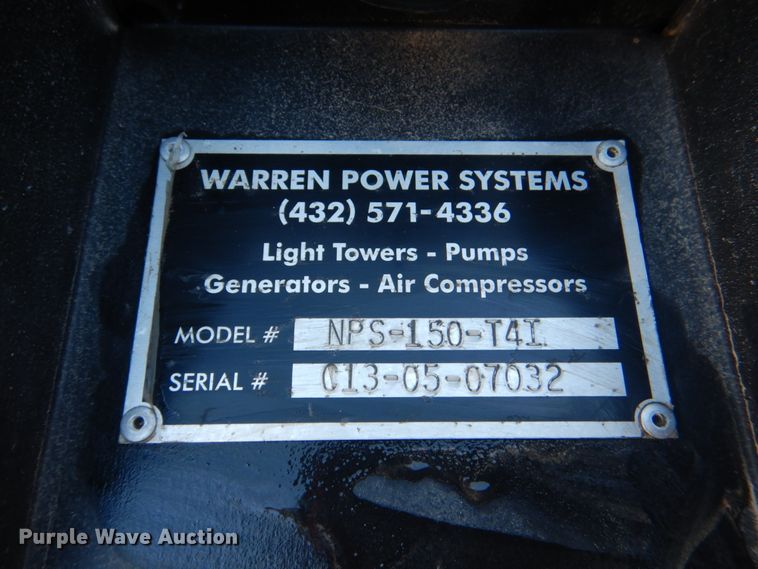 WARREN POWER SYSTEMS
(432) 571-4336
Light Towers - Pumps
Generators - Air Compressors
MODEL # NPS-150-T4I
SERIAL # C13-05-07032
Purple Wave Auction